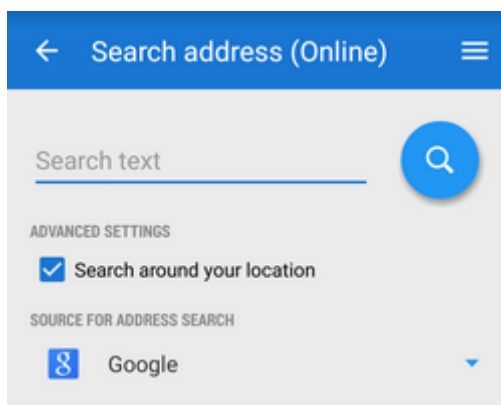 Search address (Online)
Search text
ADVANCED SETTINGS
Search around your location
SOURCE FOR ADDRESS SEARCH
8 Google